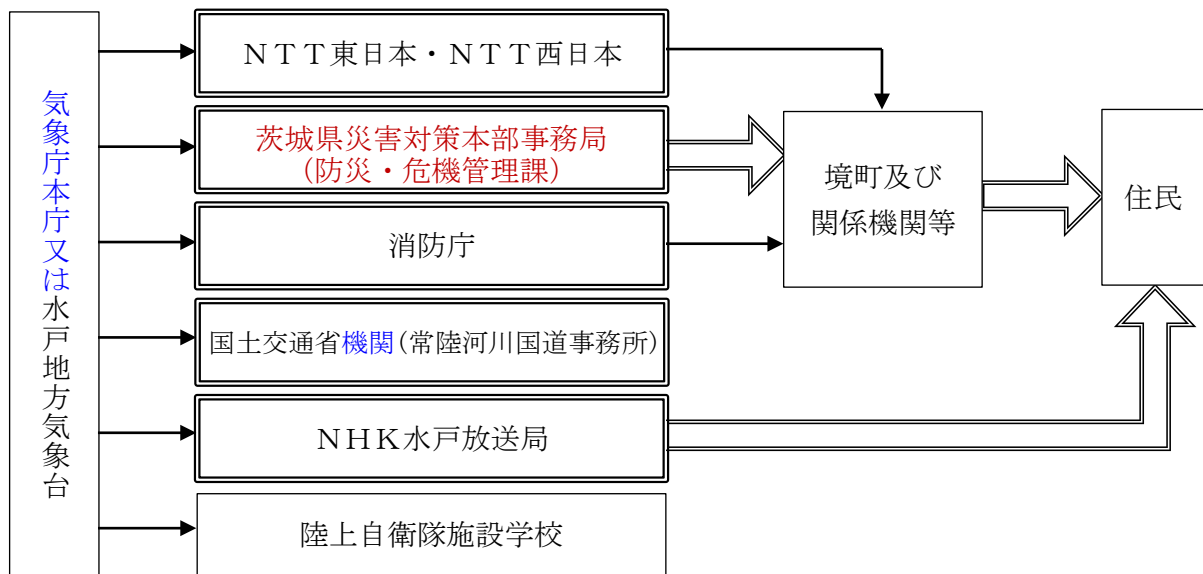 気象庁本庁又は水戸地方気象台
ＮＴＴ東日本・ＮＴＴ西日本
茨城県災害対策本部事務局
（防災・危機管理課）
消防庁
国土交通省機関（常陸河川国道事務所）
ＮＨＫ水戸放送局
陸上自衛隊施設学校
境町及び
関係機関等
住民